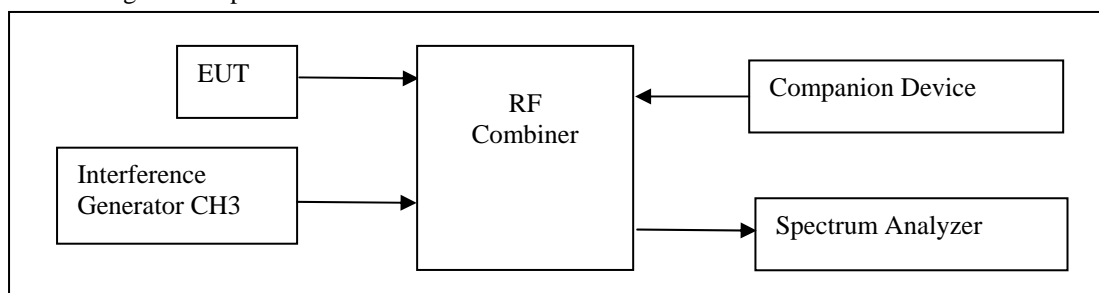 EUT
RF
Combiner
Companion Device
Interference
Generator CH3
Spectrum Analyzer